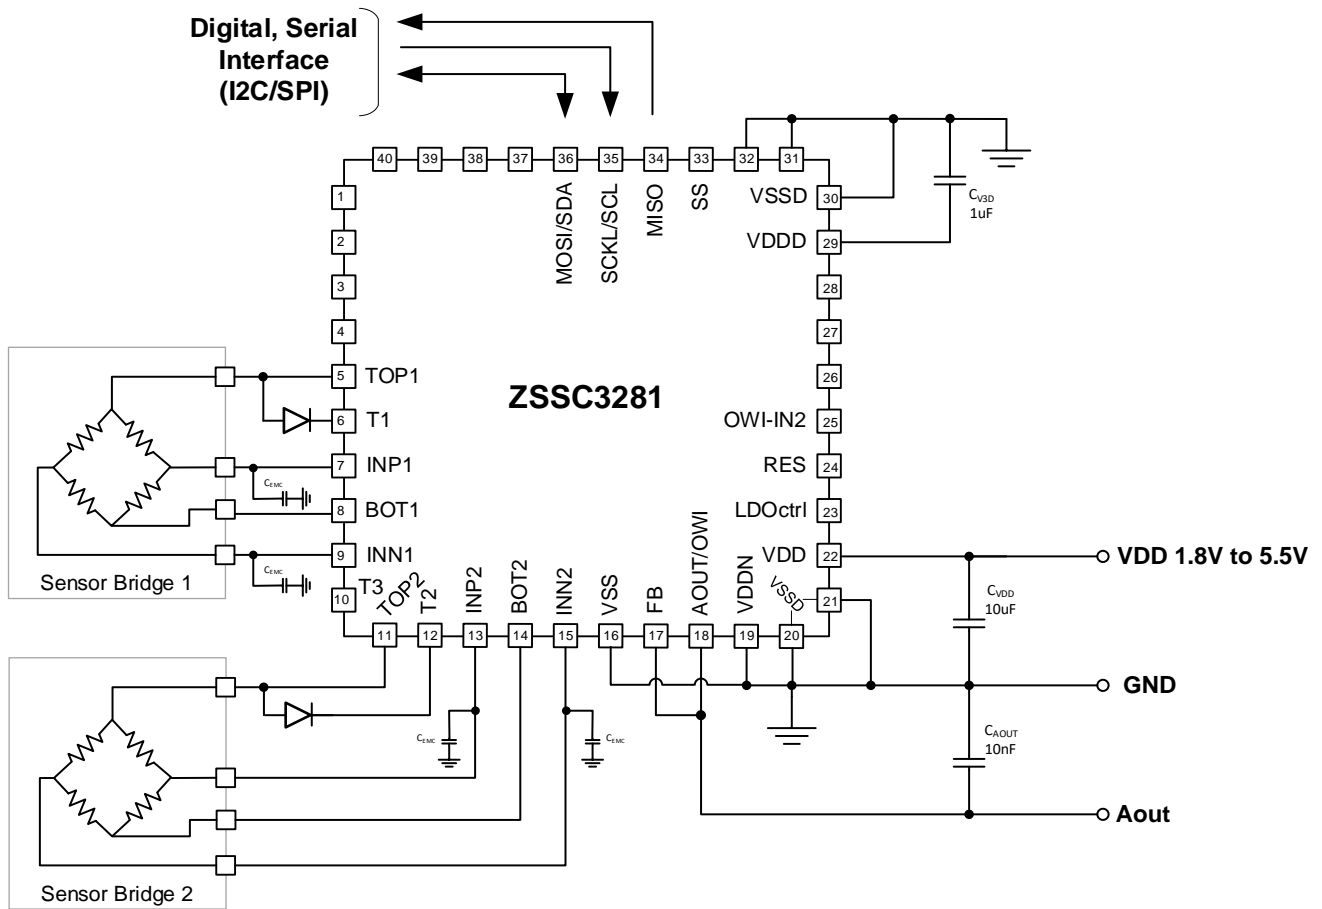 Digital, Serial
Interface
(I2C/SPI)
40
39
38
37
36
35
34
33
32
31
MOSI/SDA
SCKL/SCL
MISO
SS
1
2
3
4
5
TOP1
6
T1
7
INP1
8
BOT1
9
INN1
10
T3
VSSD
30
VDDD
29
28
27
26
OWI-IN2
25
RES
24
LDOctrl
23
VDD
22
VSSD
21
CV3D
1uF
ZSSC3281
CEMC
CEMC
Sensor Bridge 1
TOP2
T2
INP2
BOT2
INN2
VSS
FB
AOUT/OWI
VDDN
11
12
13
14
15
16
17
18
19
20
VDD 1.8V to 5.5V
CVDD
10uF
GND
CEMC
CEMC
CAOUT
10nF
Aout
Sensor Bridge 2